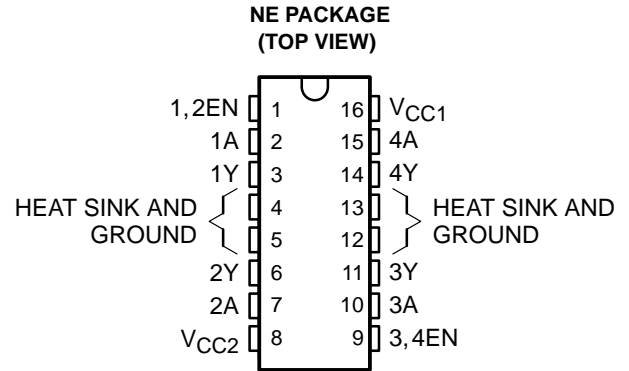 NE PACKAGE
(TOP VIEW)
1,2EN 1 16 VCC1
1A 2 15 4A
1Y 3 14 4Y
HEAT SINK AND 4 13 HEAT SINK AND
GROUND 5 12 GROUND
2Y 6 11 3Y
2A 7 10 3A
VCC2 8 9 3,4EN